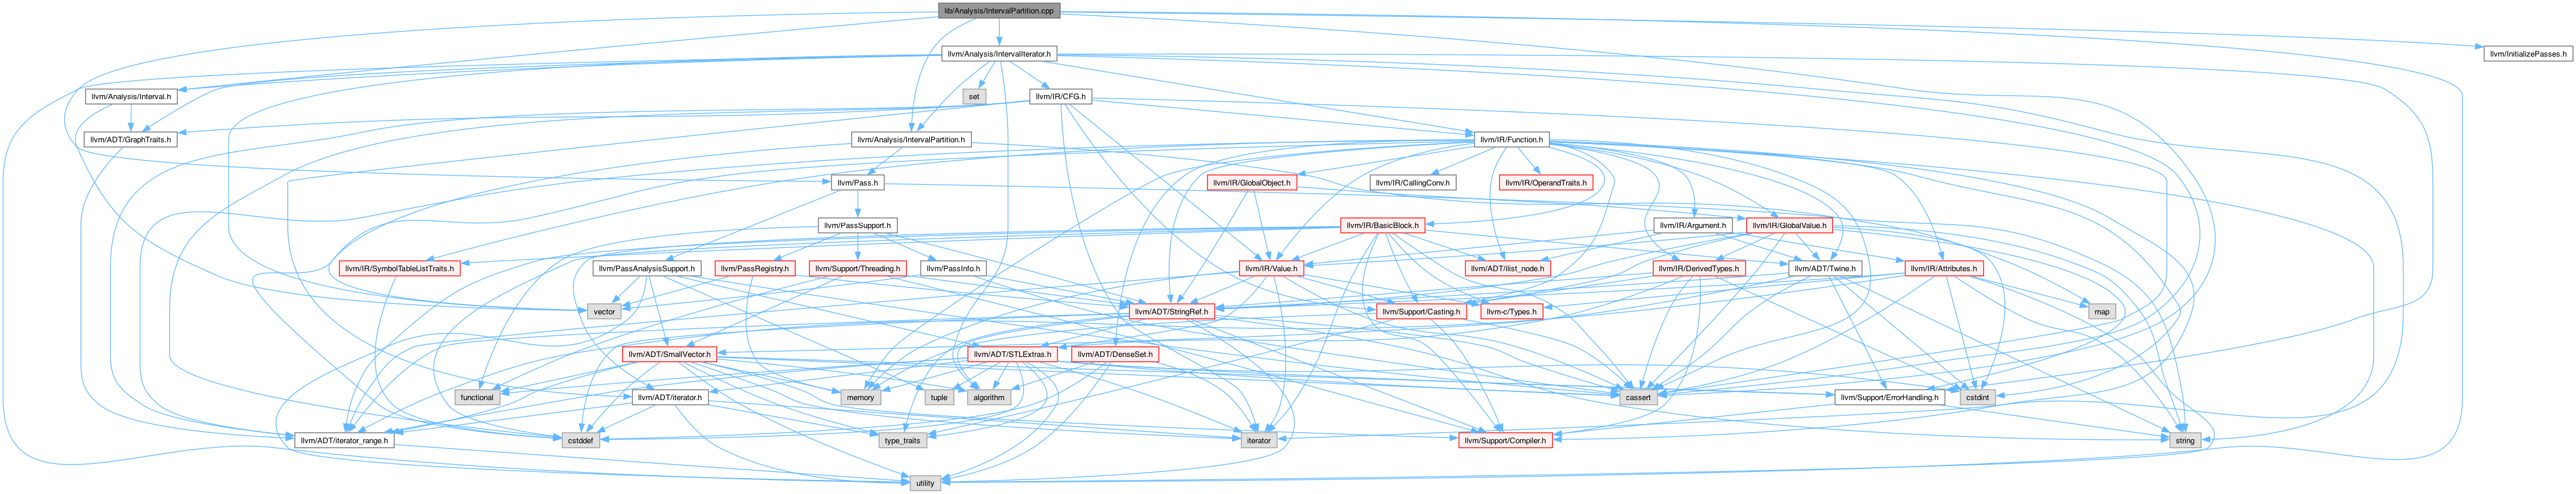 lib/Analysis/IntervalPartition.cpp
llvm/Analysis/IntervalIterator.h
llvm/InitializePasses.h
llvm/Analysis/Interval.h
set
llvm/IR/CFG.h
llvm/ADT/GraphTraits.h
llvm/Analysis/IntervalPartition.h
llvm/IR/Function.h
llvm/Pass.h
llvm/IR/GlobalObject.h
llvm/IR/CallingConv.h
llvm/IR/OperandTraits.h
llvm/PassSupport.h
llvm/IR/BasicBlock.h
llvm/IR/Argument.h
llvm/IR/GlobalValue.h
llvm/IR/SymbolTableListTraits.h
llvm/PassAnalysisSupport.h
llvm/PassRegistry.h
llvm/Support/Threading.h
llvm/PassInfo.h
llvm/IR/Value.h
llvm/ADT/ilist_node.h
llvm/IR/DerivedTypes.h
llvm/ADT/Twine.h
llvm/IR/Attributes.h
vector
llvm/ADT/StringRef.h
llvm/Support/Casting.h
llvm-c/Types.h
map
llvm/ADT/SmallVector.h
llvm/ADT/STLExtras.h
llvm/ADT/DenseSet.h
functional
llvm/ADT/iterator.h
memory
tuple
algorithm
cassert
llvm/Support/ErrorHandling.h
cstdint
llvm/ADT/iterator_range.h
cstddef
type_traits
iterator
llvm/Support/Compiler.h
string
utility